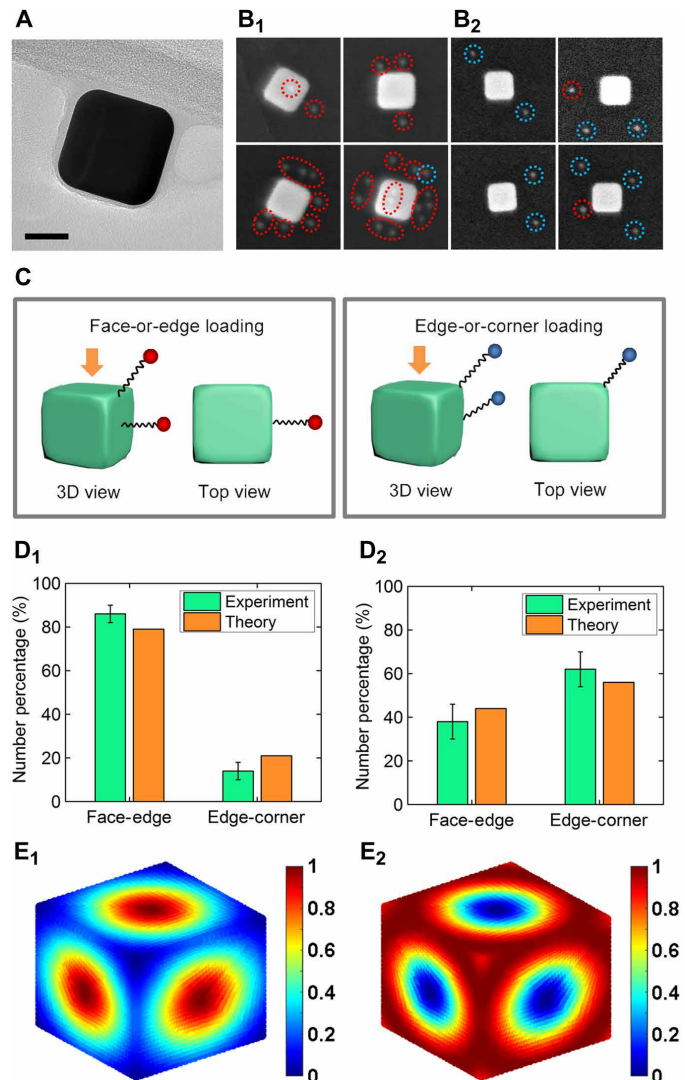 A
B1
B2
C
Face-or-edge loading
3D view
Top view
Edge-or-corner loading
3D view
Top view
D1
Number percentage (%)
100
80
60
40
20
0
Experiment
Theory
Face-edge
Edge-corner
D2
Number percentage (%)
100
80
60
40
20
0
Experiment
Theory
Face-edge
Edge-corner
E1
1
0.8
0.6
0.4
0.2
0
E2
1
0.8
0.6
0.4
0.2
0